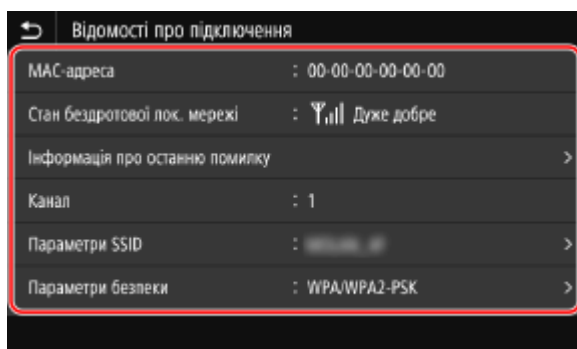 Відомості про підключення
MAC-адреса : 00-00-00-00-00-00
Стан бездротової лок. мережі : Дуже добре
Інформація про останню помилку >
Канал : 1
Параметри SSID : >
Параметри безпеки : WPA/WPA2-PSK >